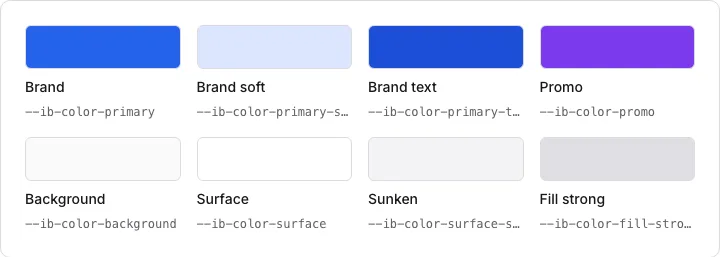 Brand
Brand soft
Brand text
Promo
--ib-color-primary
--ib-color-primary-s…
--ib-color-primary-t…
--ib-color-promo
Background
Surface
Sunken
Fill strong
--ib-color-background
--ib-color-surface
--ib-color-surface-s…
--ib-color-fill-stro…